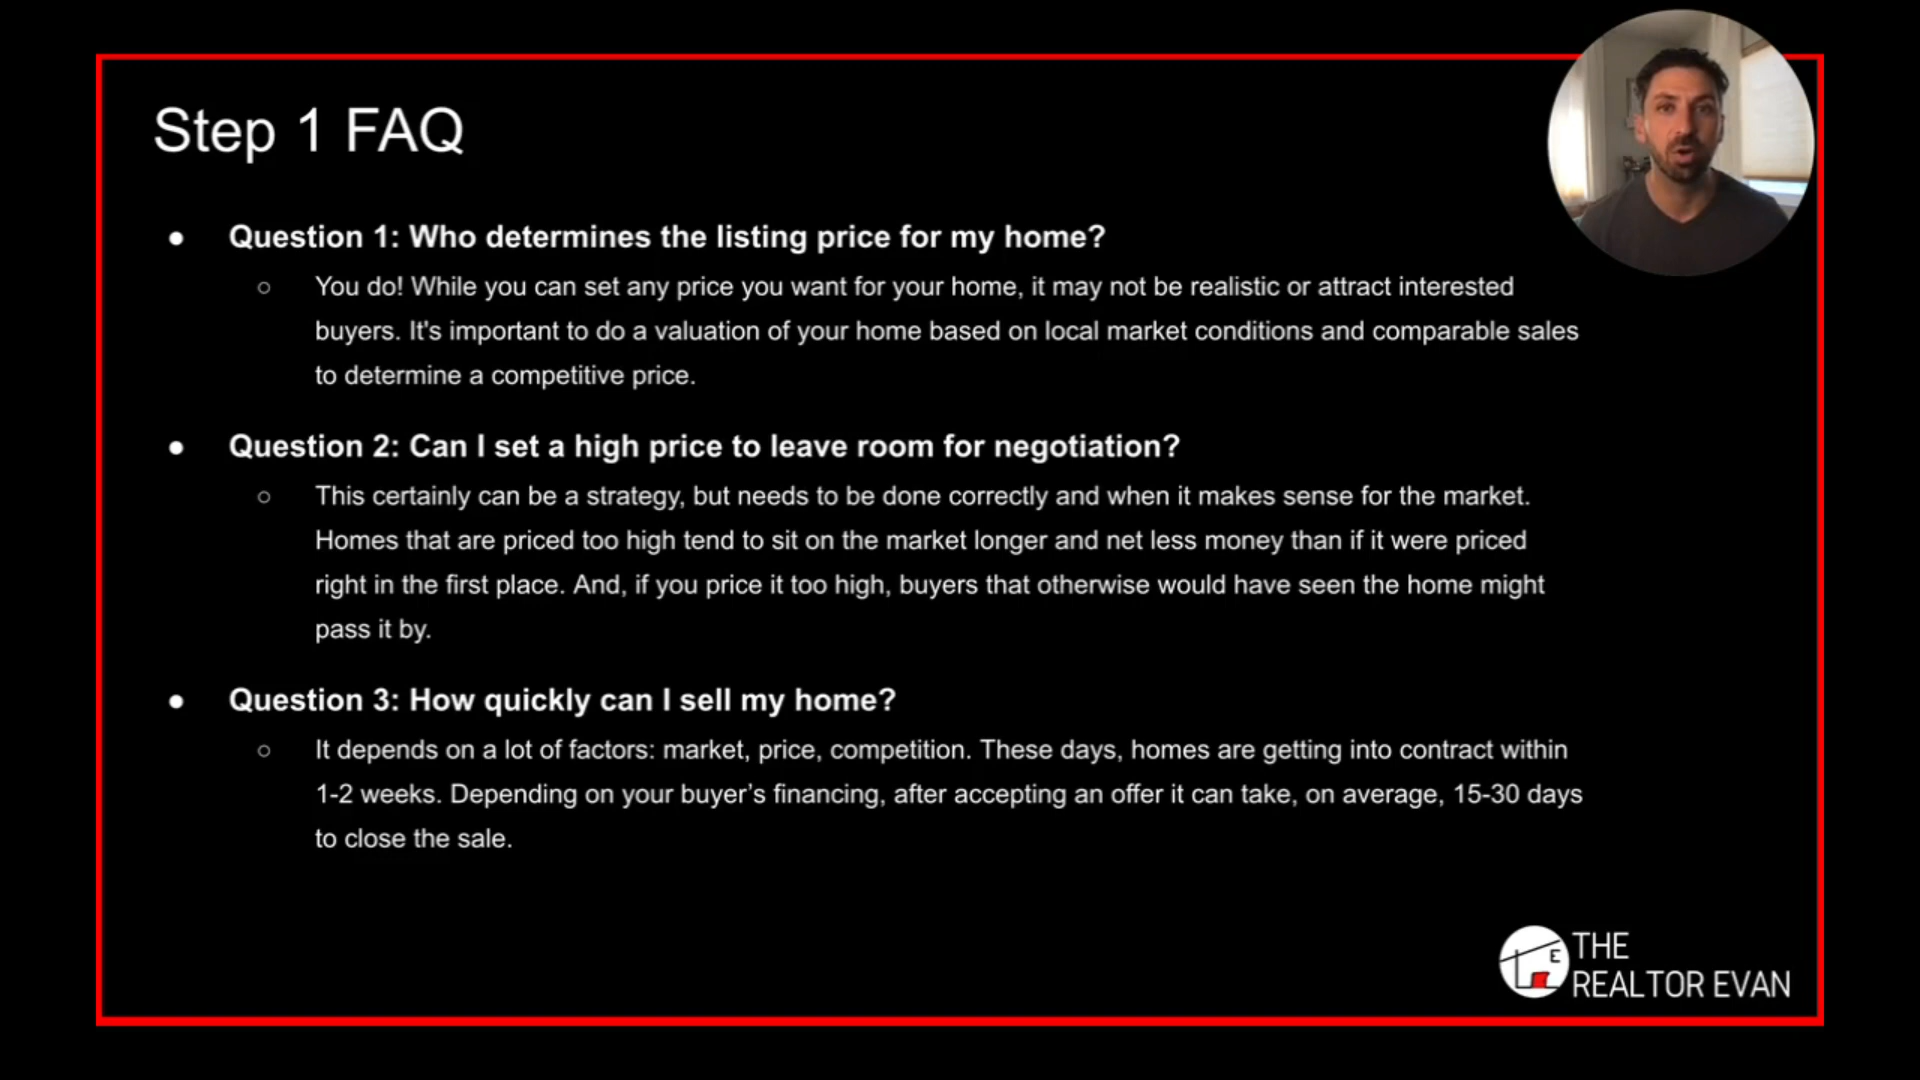 Step 1 FAQ
● Question 1: Who determines the listing price for my home?
○ You do! While you can set any price you want for your home, it may not be realistic or attract interested
buyers. It's important to do a valuation of your home based on local market conditions and comparable sales
to determine a competitive price.
● Question 2: Can I set a high price to leave room for negotiation?
○ This certainly can be a strategy, but needs to be done correctly and when it makes sense for the market.
Homes that are priced too high tend to sit on the market longer and net less money than if it were priced
right in the first place. And, if you price it too high, buyers that otherwise would have seen the home might
pass it by.
● Question 3: How quickly can I sell my home?
○ It depends on a lot of factors: market, price, competition. These days, homes are getting into contract within
1-2 weeks. Depending on your buyer’s financing, after accepting an offer it can take, on average, 15-30 days
to close the sale.
E
THE
REALTOR EVAN